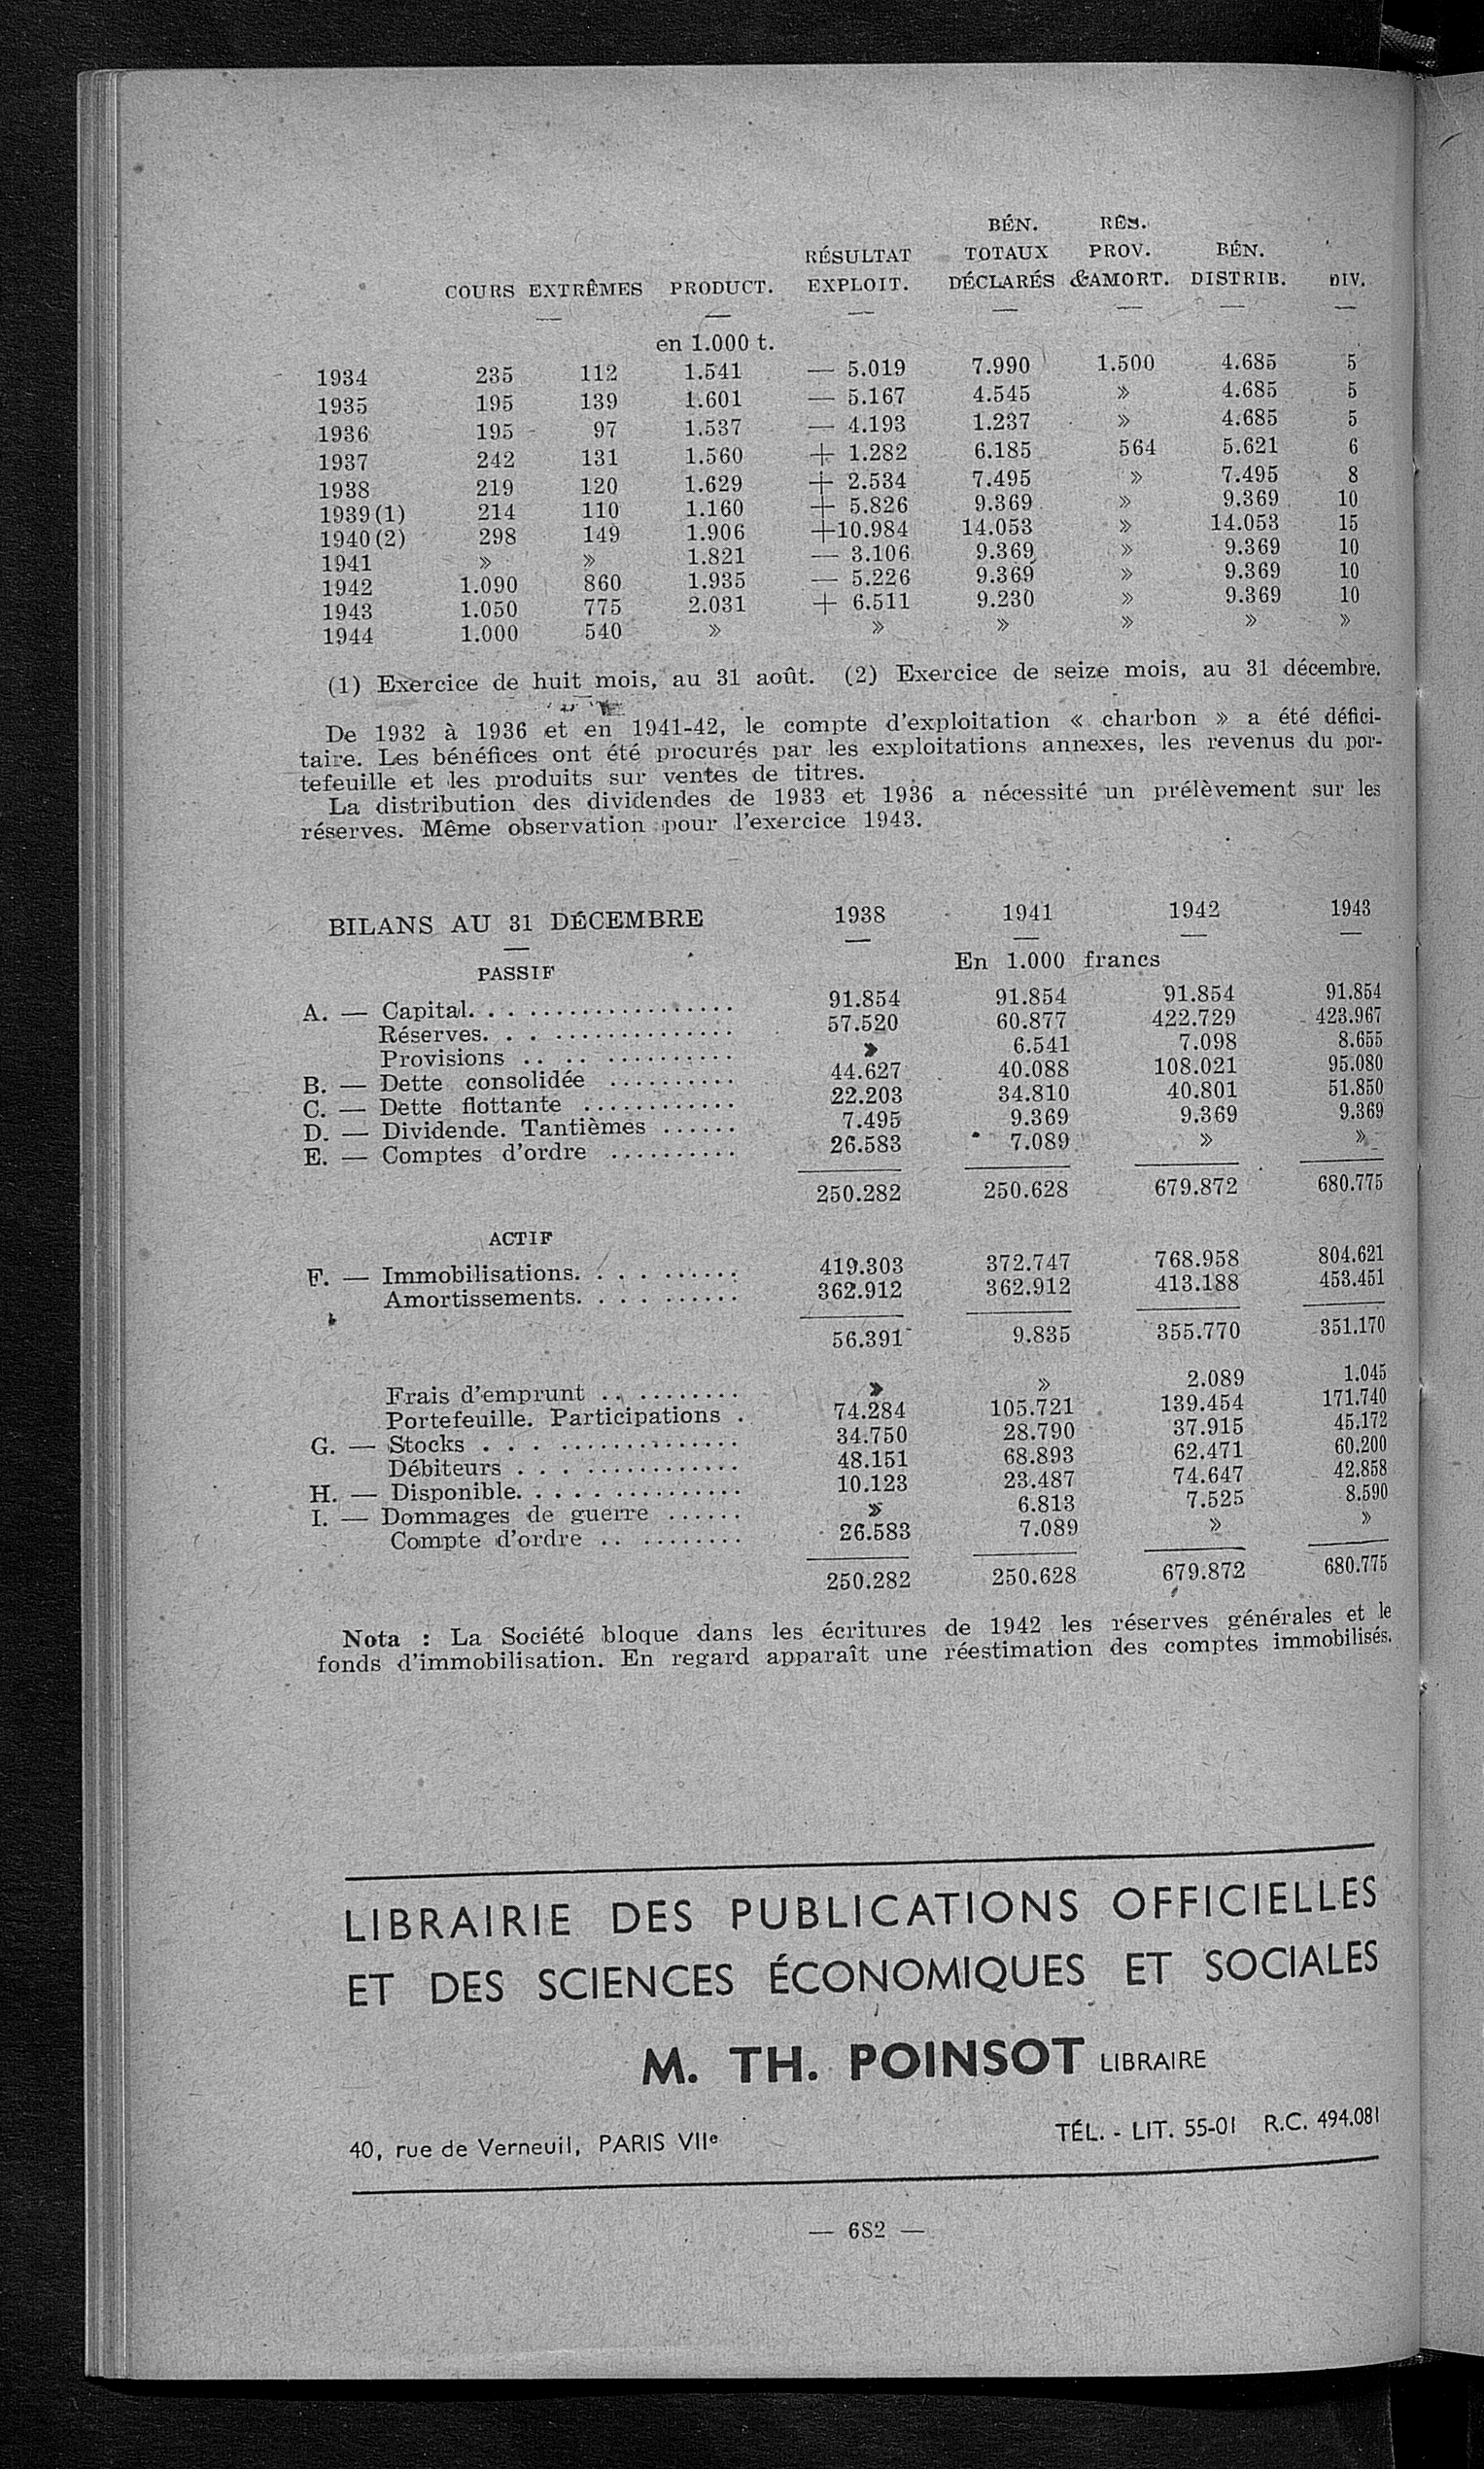 BÉN. RÉS.
RÉSULTAT TOTAUX PROV. BÉN.
COURS EXTRÊMES PRODUCT. EXPLOIT. DÉCLARÉS &AMORT. DISTRIB. DIV.
— — — — — — —
en 1.000 t.
1934 235 112 1.541 — 5.019 7.990 1.500 4.685 5
1935 195 139 1.601 — 5.167 4.545 » 4.685 5
1936 195 97 1.537 — 4.193 1.237 » 4.685 5
1937 242 131 1.560 + 1.282 6.185 564 5.621 6
1938 219 120 1.629 + 2.534 7.495 » 7.495 8
1939(1) 214 110 1.160 + 5.826 9.369 » 9.369 10
1940(2) 298 149 1.906 +10.984 14.053 » 14.053 15
1941 » » 1.821 — 3.106 9.369 » 9.369 10
1942 1.090 860 1.935 — 5.226 9.369 » 9.369 10
1943 1.050 775 2.031 + 6.511 9.230 » 9.369 10
1944 1.000 540 » » » » » »
(1) Exercice de huit mois, au 31 août. (2) Exercice de seize mois, au 31 décembre.
De 1932 à 1936 et en 1941-42, le compte d'exploitation « charbon » a été défici-
taire. Les bénéfices ont été procurés par les exploitations annexes, les revenus du por-
tefeuille et les produits sur ventes de titres.
La distribution des dividendes de 1933 et 1936 a nécessité un prélèvement sur les
réserves. Même observation pour l'exercice 1943.
BILANS AU 31 DÉCEMBRE 1938 1941 1942 1943
— — — — —
PASSIF En 1.000 francs
A. — Capital. . . . . . . . . . . . . . . . . . . 91.854 91.854 91.854 91.854
Réserves. . . . . . . . . . . . . . . . . 57.520 60.877 422.729 423.967
Provisions . . . . . . . . . . . . . . » 6.541 7.098 8.655
B. — Dette consolidée . . . . . . . . . . 44.627 40.088 108.021 95.080
C. — Dette flottante . . . . . . . . . . . . 22.203 34.810 40.801 51.850
D. — Dividende. Tantièmes . . . . . . 7.495 9.369 9.369 9.369
E. — Comptes d'ordre . . . . . . . . . . 26.583 7.089 » »
250.282 250.628 679.872 680.775
ACTIF
F. — Immobilisations. . . . . . . . . . 419.303 372.747 768.958 804.621
Amortissements. . . . . . . . . . . 362.912 362.912 413.188 453.451
56.391 9.835 355.770 351.170
Frais d'emprunt . . . . . . . . . . » » 2.089 1.045
Portefeuille. Participations . 74.284 105.721 139.454 171.740
G. — Stocks . . . . . . . . . . . . . . . . . . 34.750 28.790 37.915 45.172
Débiteurs . . . . . . . . . . . . . . . . . 48.151 68.893 62.471 60.200
H. — Disponible. . . . . . . . . . . . . . . . 10.123 23.487 74.647 42.858
I. — Dommages de guerre . . . . . . » 6.813 7.525 8.590
Compte d'ordre . . . . . . . . . . 26.583 7.089 » »
250.282 250.628 679.872 680.775
Nota : La Société bloque dans les écritures de 1942 les réserves générales et le
fonds d'immobilisation. En regard apparaît une réestimation des comptes immobilisés.
LIBRAIRIE DES PUBLICATIONS OFFICIELLES
ET DES SCIENCES ÉCONOMIQUES ET SOCIALES
M. TH. POINSOT LIBRAIRE
40, rue de Verneuil, PARIS VIIe TÉL. - LIT. 55-01 R.C. 494.081
— 682 —